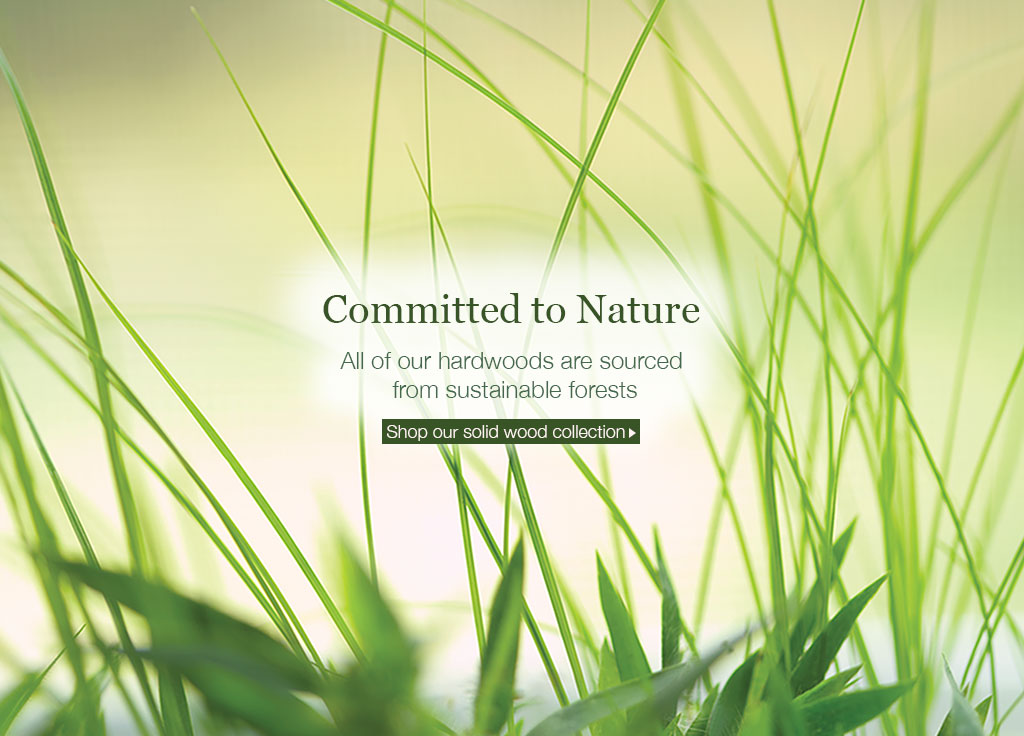 Committed to Nature
All of our hardwoods are sourced
from sustainable forests
Shop our solid wood collection